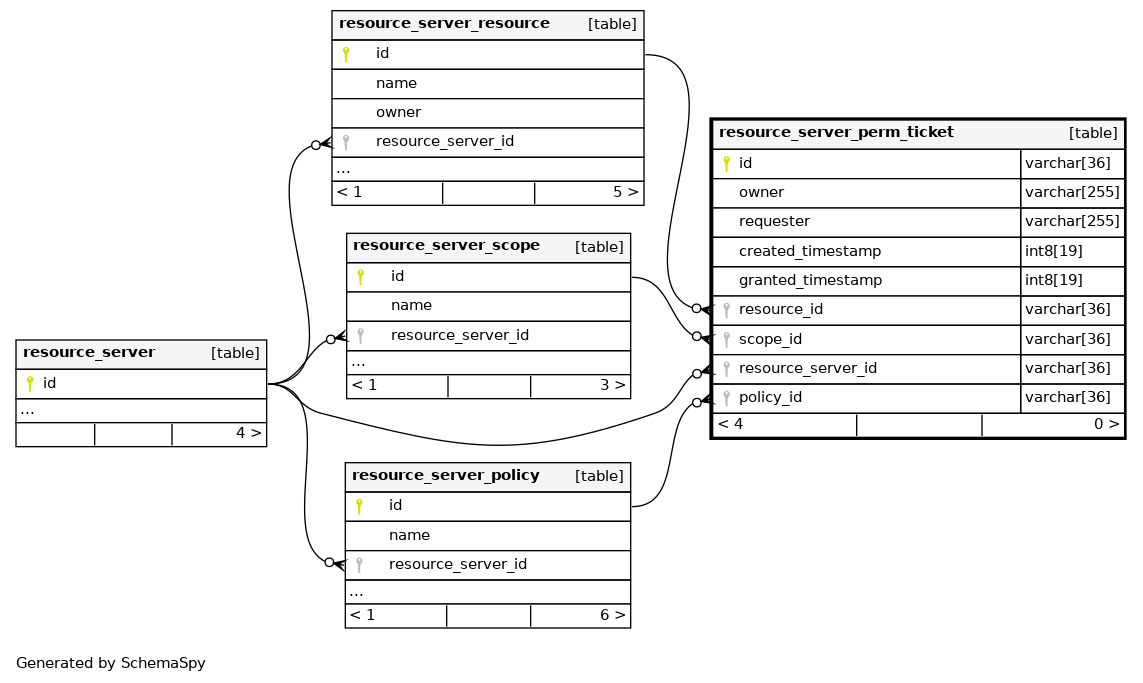 resource_server_resource [table]
id
name
owner
resource_server_id
...
< 1 5 >
resource_server_perm_ticket [table]
id varchar[36]
owner varchar[255]
requester varchar[255]
created_timestamp int8[19]
granted_timestamp int8[19]
resource_id varchar[36]
scope_id varchar[36]
resource_server_id varchar[36]
policy_id varchar[36]
< 4 0 >
resource_server_scope [table]
id
name
resource_server_id
...
< 1 3 >
resource_server [table]
id
...
4 >
resource_server_policy [table]
id
name
resource_server_id
...
< 1 6 >
Generated by SchemaSpy